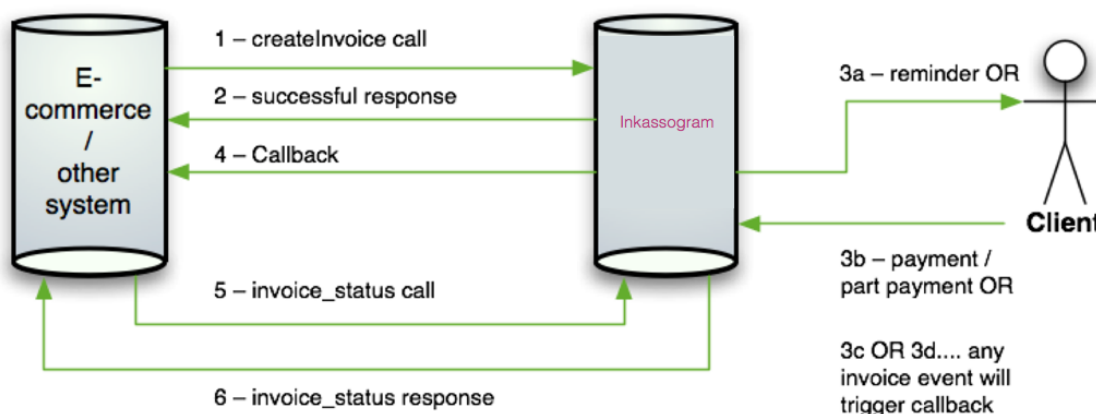 E-
commerce
/
other
system
1 – createInvoice call
2 – successful response
4 – Callback
Inkassogram
3a – reminder OR
Client
3b – payment /
part payment OR
3c OR 3d.... any
invoice event will
trigger callback
5 – invoice_status call
6 – invoice_status response